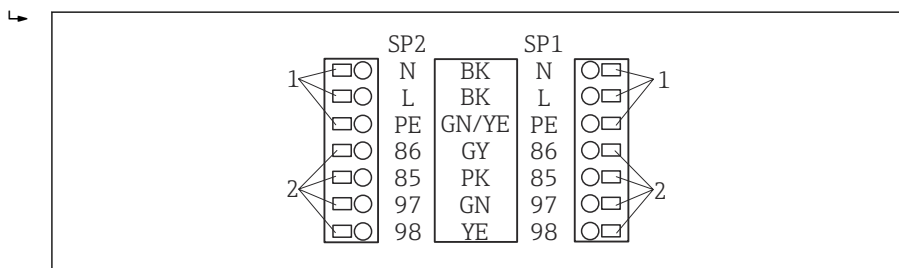 SP2 SP1
N BK N
1 1
L BK L
PE GN/YE PE
86 GY 86
85 PK 85
2 2
97 GN 97
98 YE 98